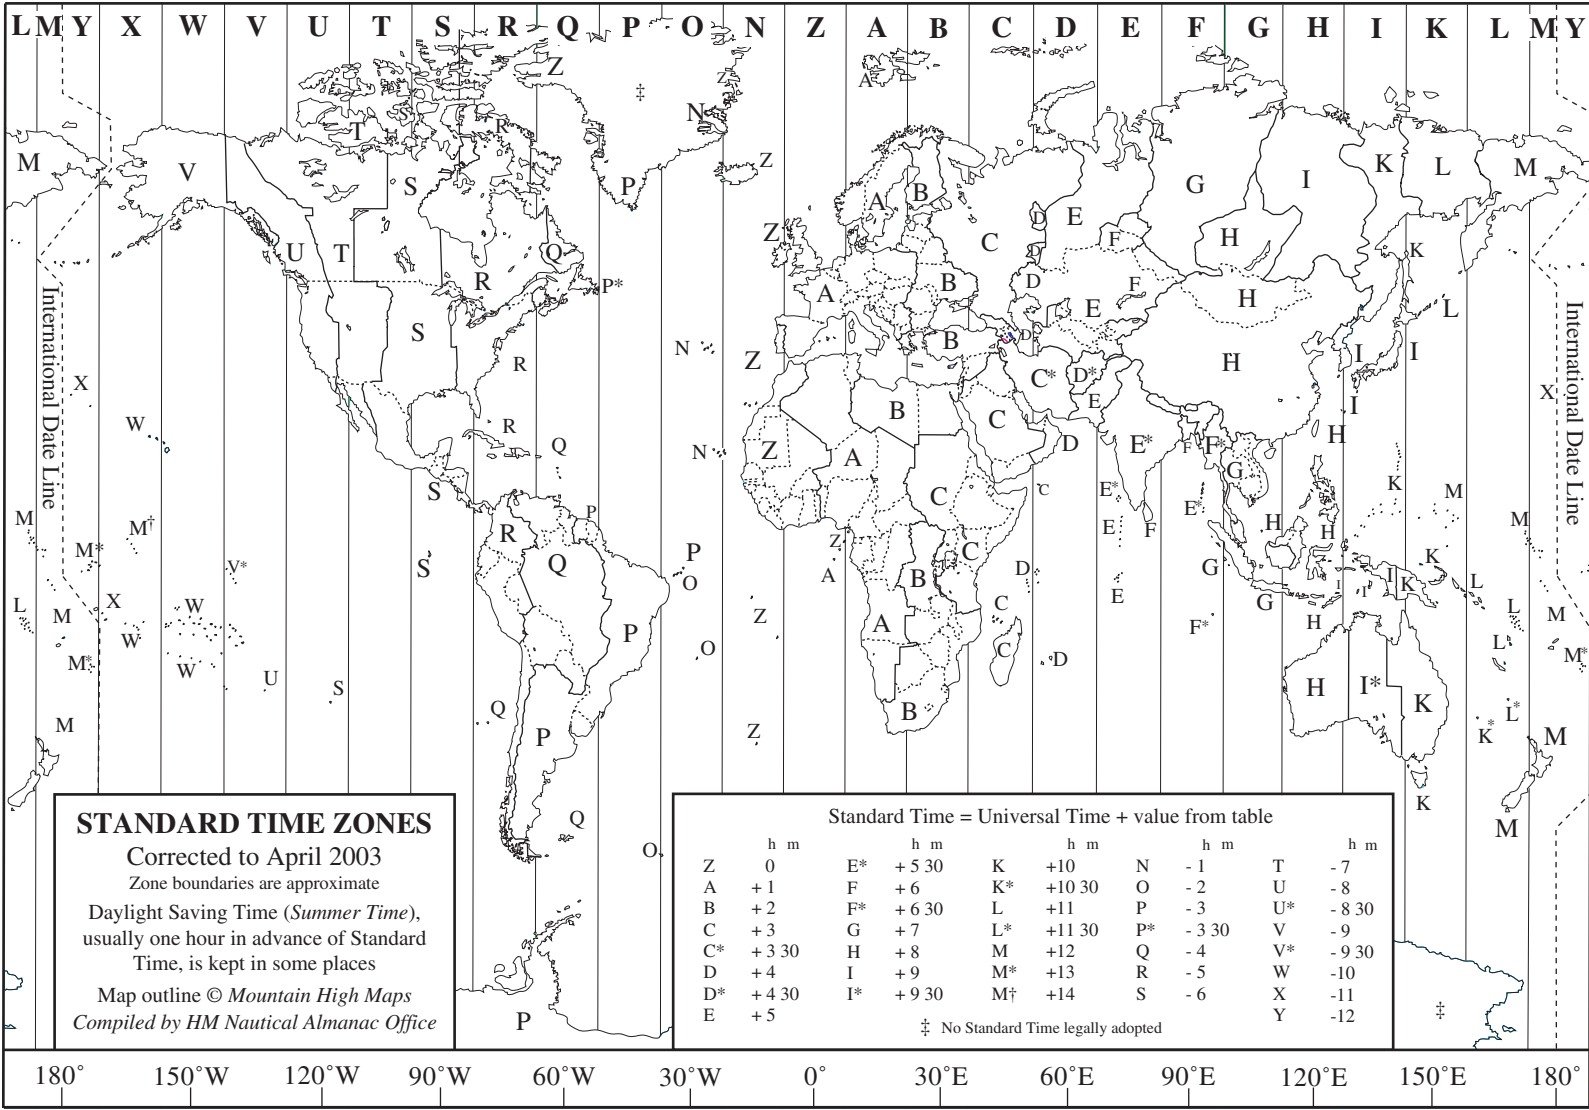 L M Y X W V U T S R Q P O N Z A B C D E F G H I K L M Y
Z ‡ Z A
N
S
T R
Z
M V S P A B G I K L M
D E
Z C H F K
U T Q D
R P* A B D F H L
E
S
B D I I
N Z H
R C* D* E
X X
W R Q N Z B C D E* F F* H I
A G
S C E* K M
R P E* F H H
M M† M* Z C E K M
S Q P O A B D G I K L
V*
L M X W W Z C E F* G H I I L M
P O A C D H I* K L M*
M* W U S Q
M P Z B K L* K* M
Q K M
O
P ‡
International Date Line
International Date Line
STANDARD TIME ZONES
Corrected to April 2003
Zone boundaries are approximate
Daylight Saving Time (Summer Time),
usually one hour in advance of Standard
Time, is kept in some places
Map outline © Mountain High Maps
Compiled by HM Nautical Almanac Office
Standard Time = Universal Time + value from table
h m h m h m h m h m
Z 0 E* + 5 30 K +10 N - 1 T - 7
A + 1 F + 6 K* +10 30 O - 2 U - 8
B + 2 F* + 6 30 L +11 P - 3 U* - 8 30
C + 3 G + 7 L* +11 30 P* - 3 30 V - 9
C* + 3 30 H + 8 M +12 Q - 4 V* - 9 30
D + 4 I + 9 M* +13 R - 5 W -10
D* + 4 30 I* + 9 30 M† +14 S - 6 X -11
E + 5 Y -12
‡ No Standard Time legally adopted
180° 150°W 120°W 90°W 60°W 30°W 0° 30°E 60°E 90°E 120°E 150°E 180°